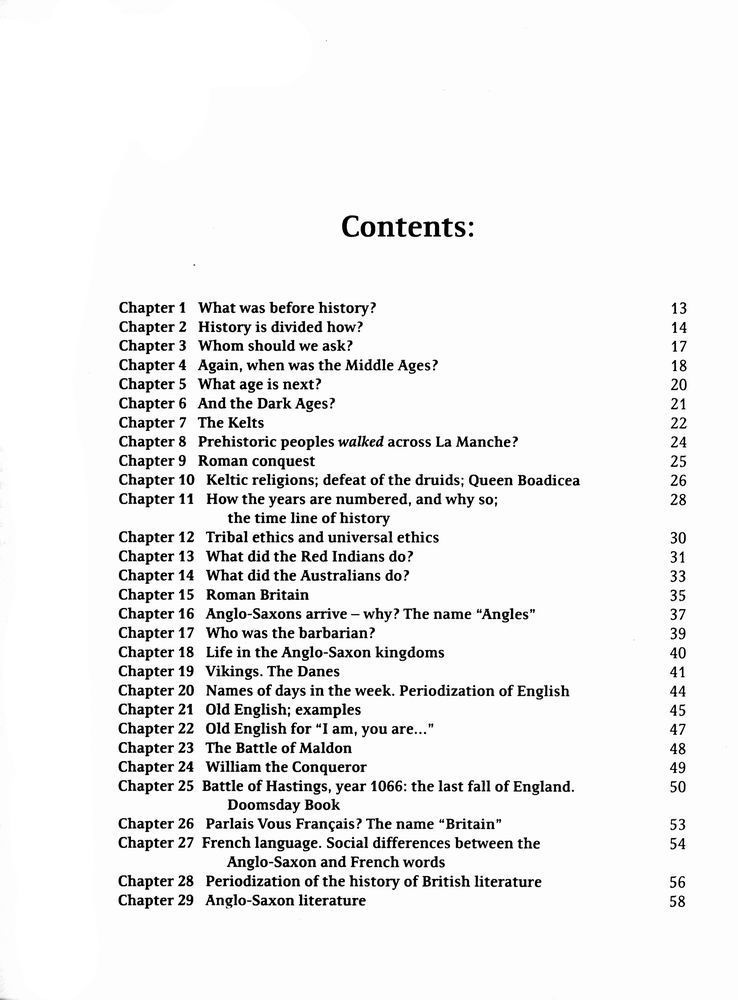 Contents:
Chapter 1 What was before history? 13
Chapter 2 History is divided how? 14
Chapter 3 Whom should we ask? 17
Chapter 4 Again, when was the Middle Ages? 18
Chapter 5 What age is next? 20
Chapter 6 And the Dark Ages? 21
Chapter 7 The Kelts 22
Chapter 8 Prehistoric peoples walked across La Manche? 24
Chapter 9 Roman conquest 25
Chapter 10 Keltic religions; defeat of the druids; Queen Boadicea 26
Chapter 11 How the years are numbered, and why so; 28
the time line of history
Chapter 12 Tribal ethics and universal ethics 30
Chapter 13 What did the Red Indians do? 31
Chapter 14 What did the Australians do? 33
Chapter 15 Roman Britain 35
Chapter 16 Anglo-Saxons arrive – why? The name “Angles” 37
Chapter 17 Who was the barbarian? 39
Chapter 18 Life in the Anglo-Saxon kingdoms 40
Chapter 19 Vikings. The Danes 41
Chapter 20 Names of days in the week. Periodization of English 44
Chapter 21 Old English; examples 45
Chapter 22 Old English for “I am, you are...” 47
Chapter 23 The Battle of Maldon 48
Chapter 24 William the Conqueror 49
Chapter 25 Battle of Hastings, year 1066: the last fall of England. 50
Doomsday Book
Chapter 26 Parlais Vous Français? The name “Britain” 53
Chapter 27 French language. Social differences between the 54
Anglo-Saxon and French words
Chapter 28 Periodization of the history of British literature 56
Chapter 29 Anglo-Saxon literature 58